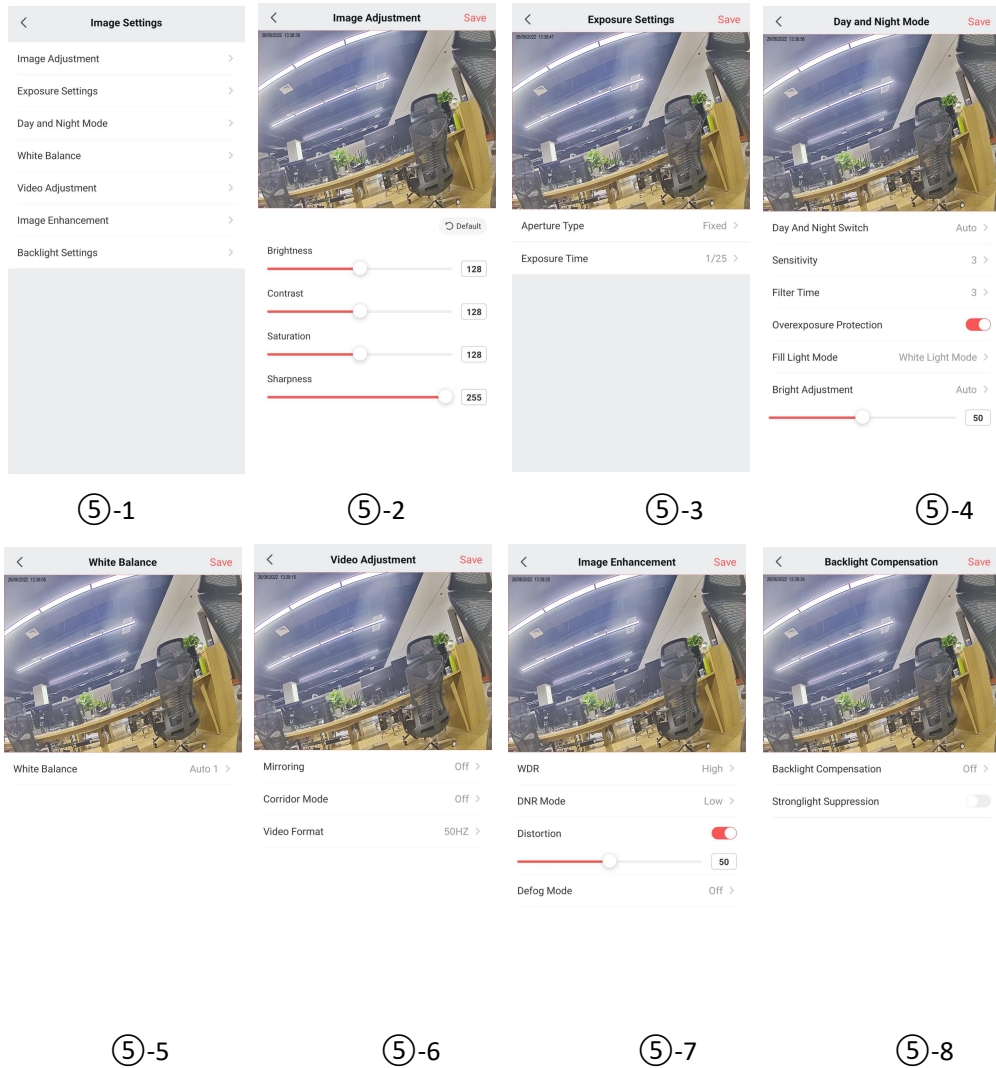 Image Settings
Image Adjustment
Exposure Settings
Day and Night Mode
White Balance
Video Adjustment
Image Enhancement
Backlight Settings
⑤-1
Image Adjustment Save
Default
Brightness
128
Contrast
128
Saturation
128
Sharpness
255
⑤-2
Exposure Settings Save
Aperture Type Fixed
Exposure Time 1/25
⑤-3
Day and Night Mode Save
Day And Night Switch Auto
Sensitivity 3
Filter Time 3
Overexposure Protection
Fill Light Mode White Light Mode
Bright Adjustment Auto
50
⑤-4
White Balance Save
White Balance Auto 1
⑤-5
Video Adjustment Save
Mirroring Off
Corridor Mode Off
Video Format 50HZ
⑤-6
Image Enhancement Save
WDR High
DNR Mode Low
Distortion
50
Defog Mode Off
⑤-7
Backlight Compensation Save
Backlight Compensation Off
Stronglight Suppression
⑤-8